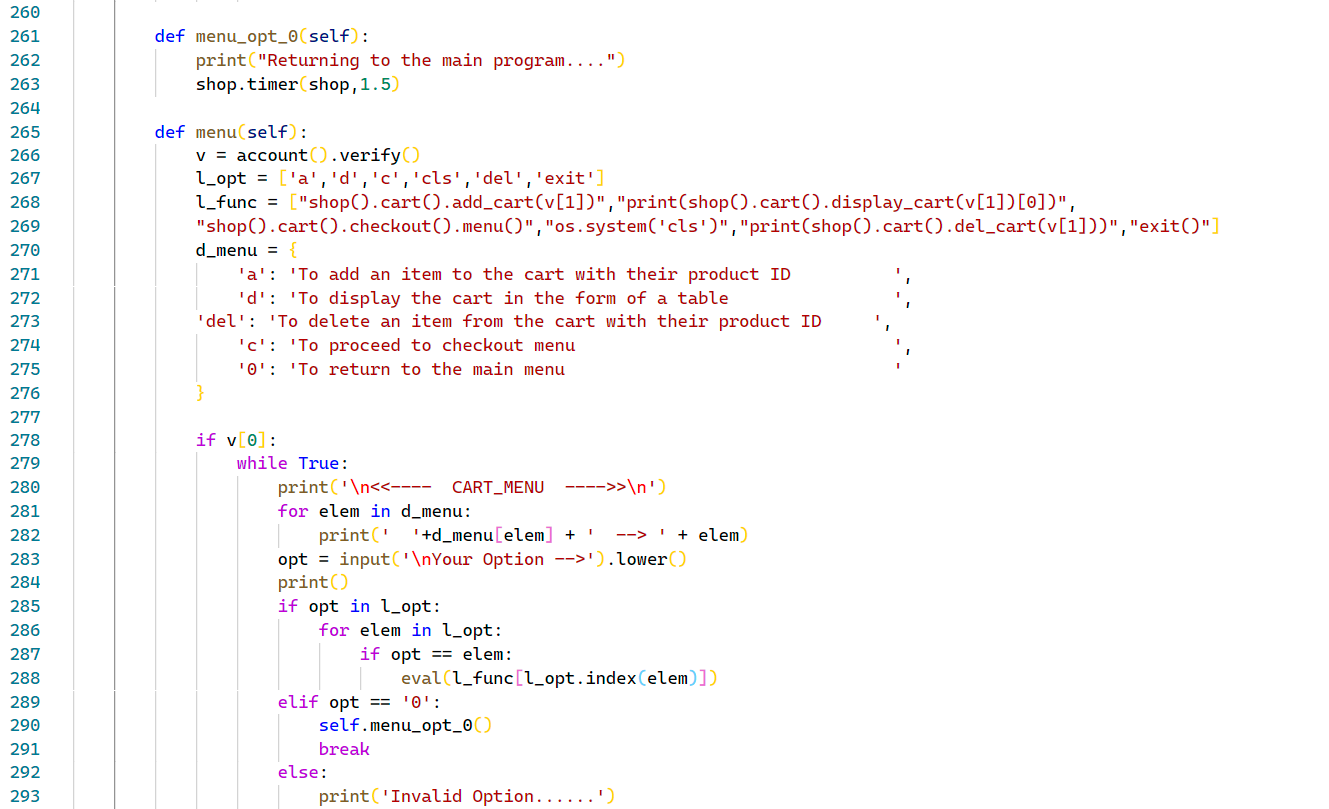 260
261 def menu_opt_0(self):
262 print("Returning to the main program....")
263 shop.timer(shop,1.5)
264
265 def menu(self):
266 v = account().verify()
267 l_opt = ['a','d','c','cls','del','exit']
268 l_func = ["shop().cart().add_cart(v[1])","print(shop().cart().display_cart(v[1])[0])",
269 "shop().cart().checkout().menu()","os.system('cls')","print(shop().cart().del_cart(v[1]))","exit()"]
270 d_menu = {
271 'a': 'To add an item to the cart with their product ID          ',
272 'd': 'To display the cart in the form of a table                ',
273 'del': 'To delete an item from the cart with their product ID     ',
274 'c': 'To proceed to checkout menu                               ',
275 '0': 'To return to the main menu                                '
276 }
277
278 if v[0]:
279 while True:
280 print('\n<<----  CART_MENU  ---->>\n')
281 for elem in d_menu:
282 print('  '+d_menu[elem] + '  --> ' + elem)
283 opt = input('\nYour Option -->').lower()
284 print()
285 if opt in l_opt:
286 for elem in l_opt:
287 if opt == elem:
288 eval(l_func[l_opt.index(elem)])
289 elif opt == '0':
290 self.menu_opt_0()
291 break
292 else:
293 print('Invalid Option......')